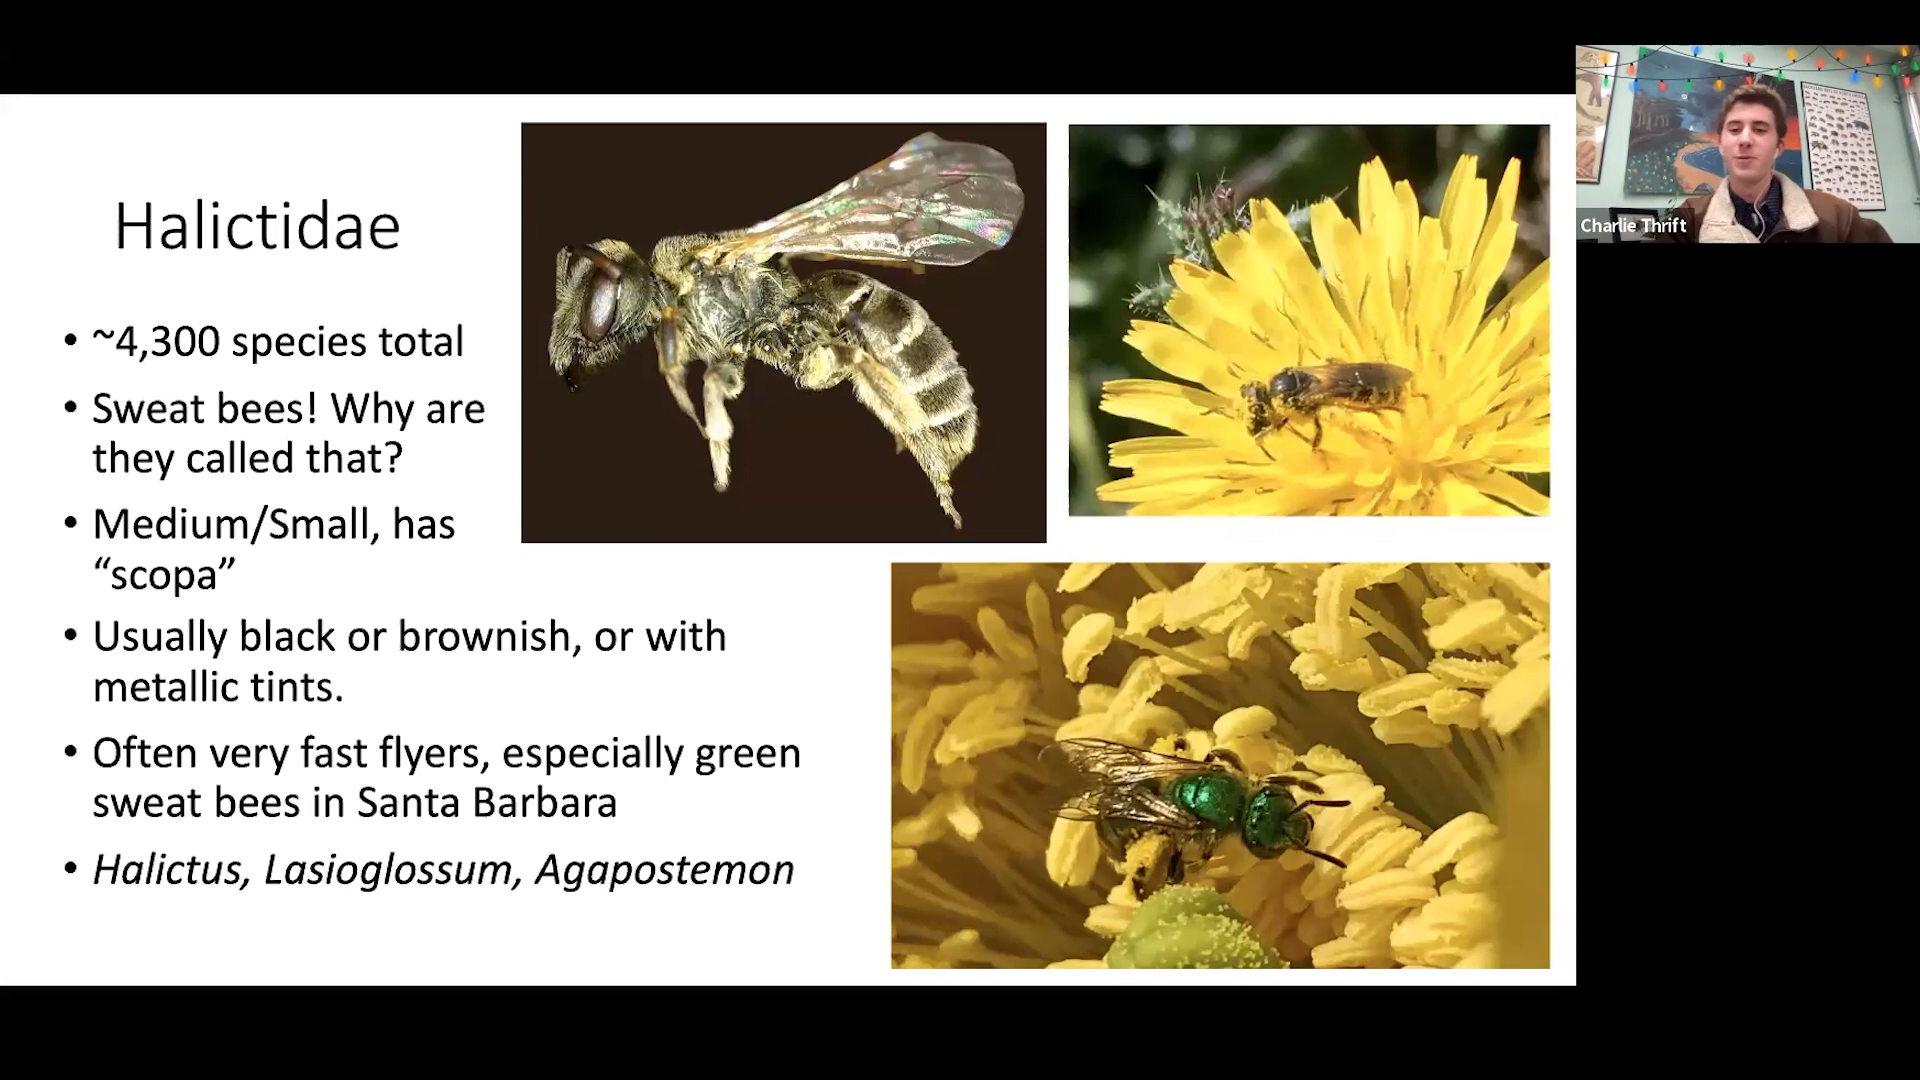 Halictidae
• ~4,300 species total
• Sweat bees! Why are
they called that?
• Medium/Small, has
“scopa”
• Usually black or brownish, or with
metallic tints.
• Often very fast flyers, especially green
sweat bees in Santa Barbara
• Halictus, Lasioglossum, Agapostemon
Charlie Thrift